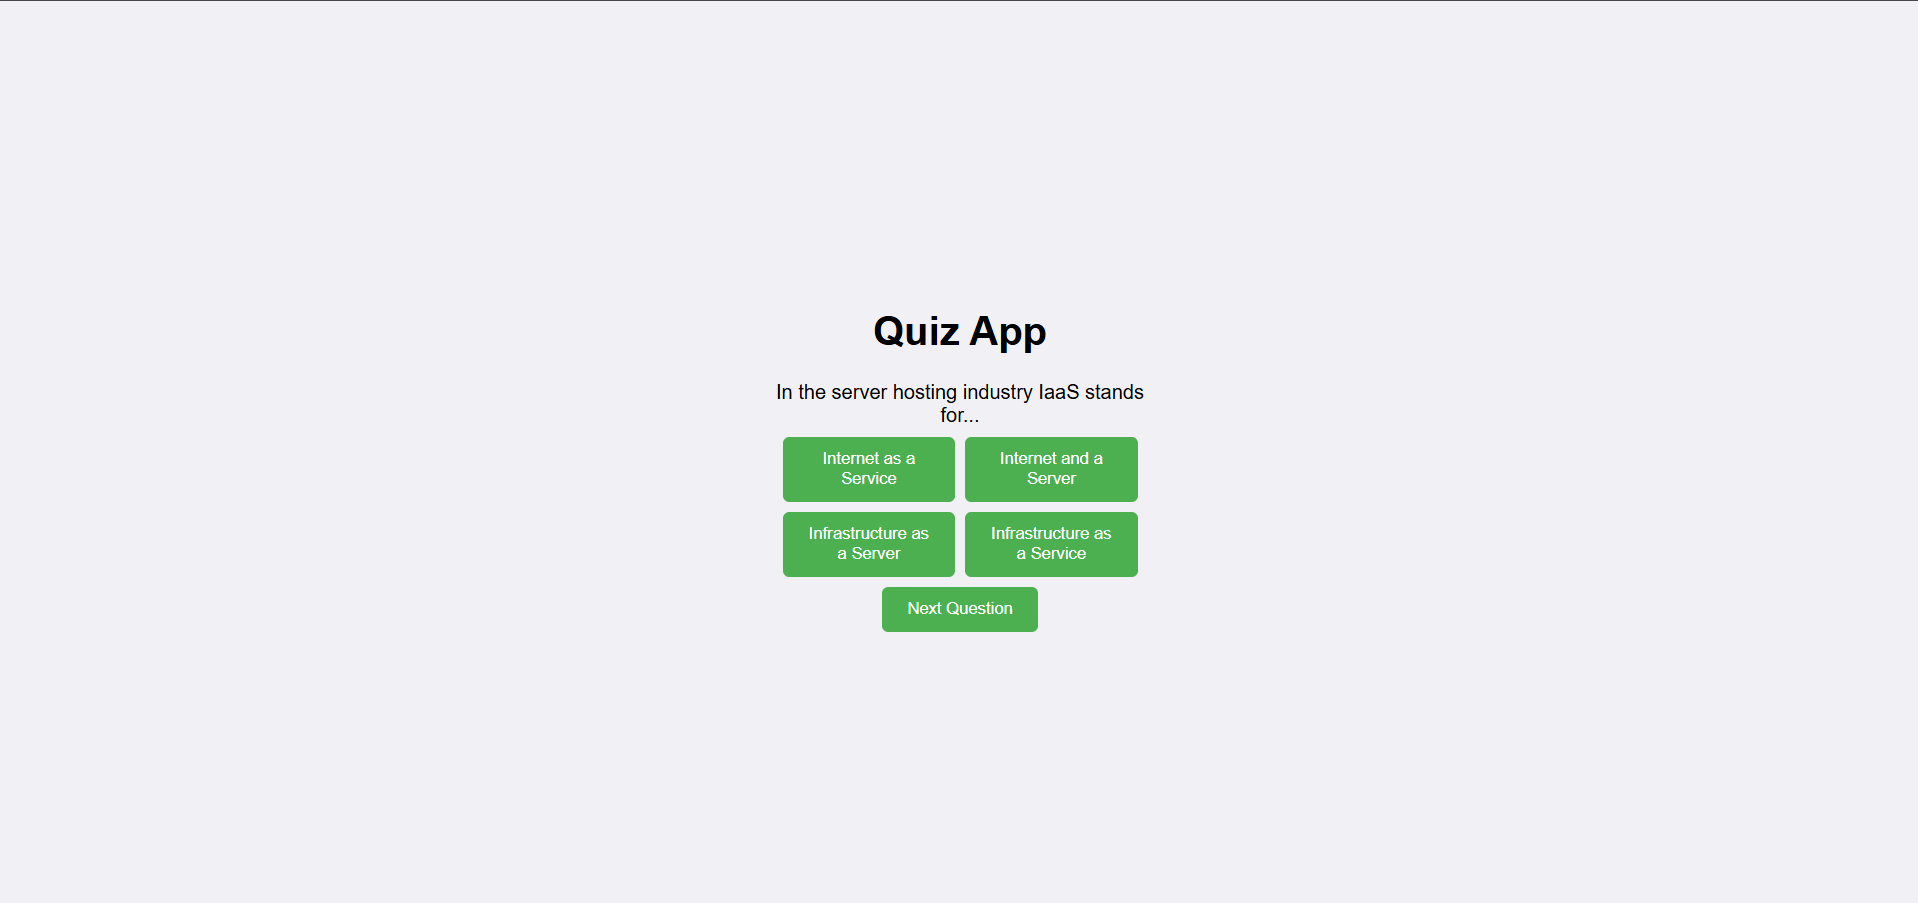 Quiz App
In the server hosting industry IaaS stands
for...
Internet as a
Service
Internet and a
Server
Infrastructure as
a Server
Infrastructure as
a Service
Next Question